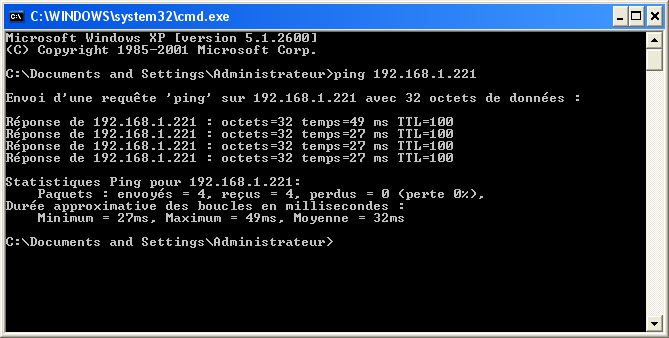 C:\WINDOWS\system32\cmd.exe
Microsoft Windows XP [version 5.1.2600]
(C) Copyright 1985-2001 Microsoft Corp.
C:\Documents and Settings\Administrateur>ping 192.168.1.221
Envoi d'une requête 'ping' sur 192.168.1.221 avec 32 octets de données :
Réponse de 192.168.1.221 : octets=32 temps=49 ms TTL=100
Réponse de 192.168.1.221 : octets=32 temps=27 ms TTL=100
Réponse de 192.168.1.221 : octets=32 temps=27 ms TTL=100
Réponse de 192.168.1.221 : octets=32 temps=27 ms TTL=100
Statistiques Ping pour 192.168.1.221:
Paquets : envoyés = 4, reçus = 4, perdus = 0 (perte 0%),
Durée approximative des boucles en millisecondes :
Minimum = 27ms, Maximum = 49ms, Moyenne = 32ms
C:\Documents and Settings\Administrateur>